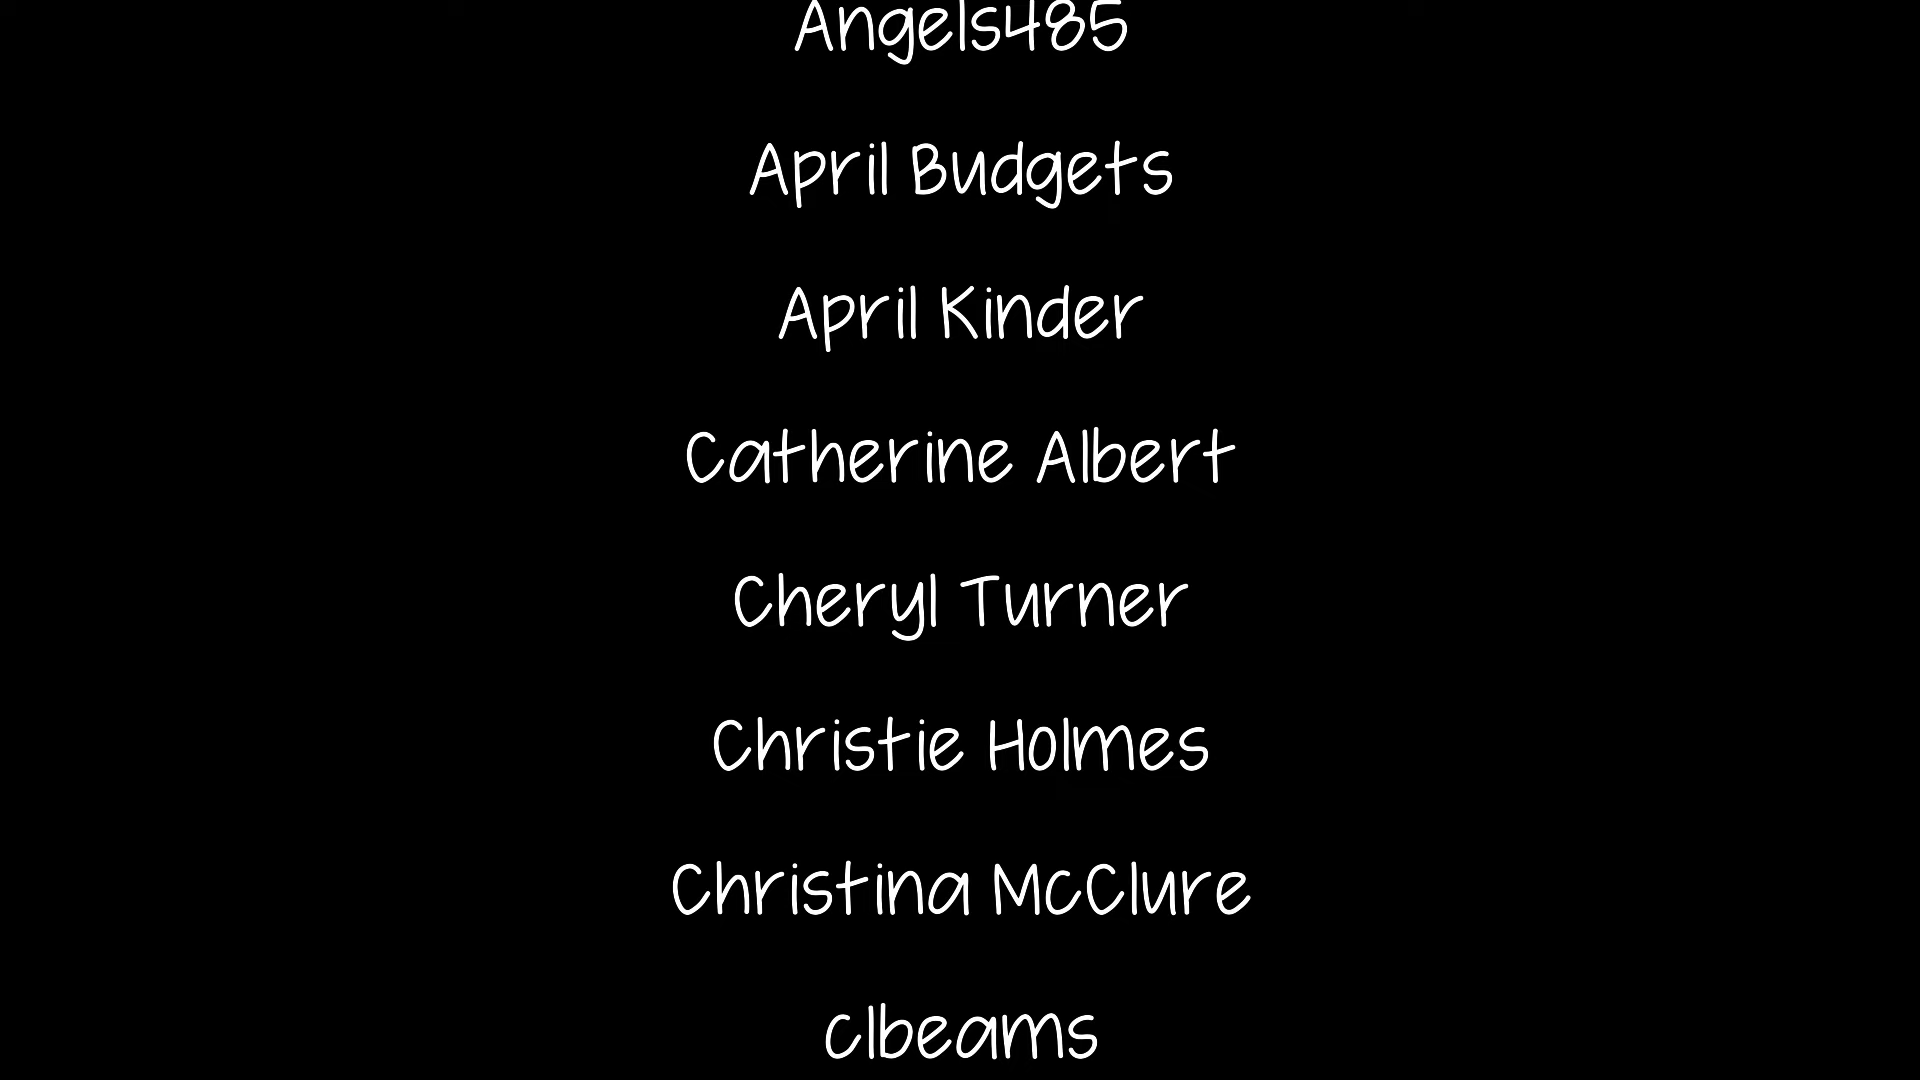 Angels485
April Budgets
April Kinder
Catherine Albert
Cheryl Turner
Christie Holmes
Christina McClure
clbeams